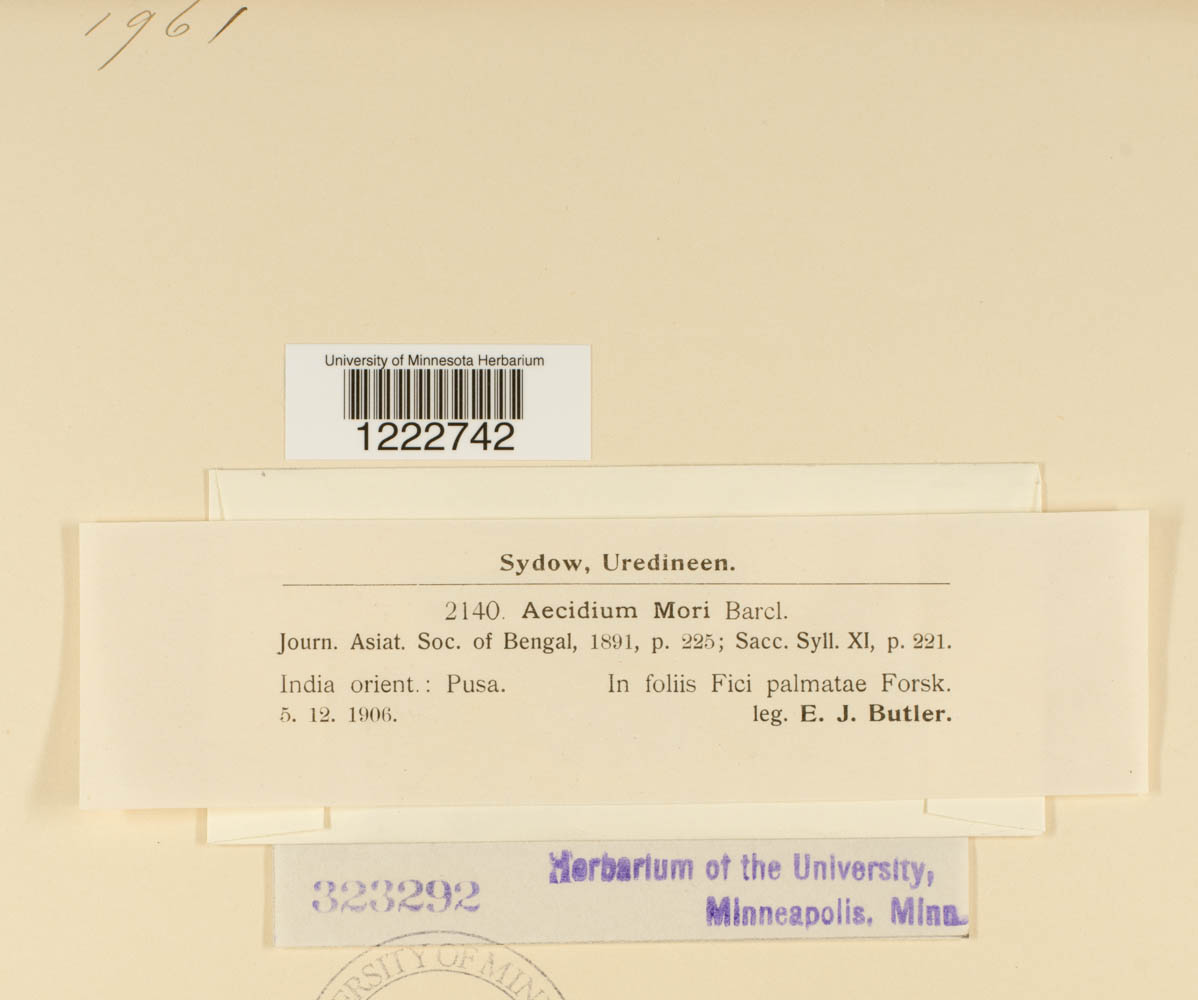 1961
University of Minnesota Herbarium
1222742
Sydow, Uredineen.
2140. Aecidium Mori Barcl.
Journ. Asiat. Soc. of Bengal, 1891, p. 225; Sacc. Syll. XI, p. 221.
India orient.: Pusa. In foliis Fici palmatae Forsk.
5. 12. 1906. leg. E. J. Butler.
323292 Herbarium of the University,
Minneapolis, Minn.
OF